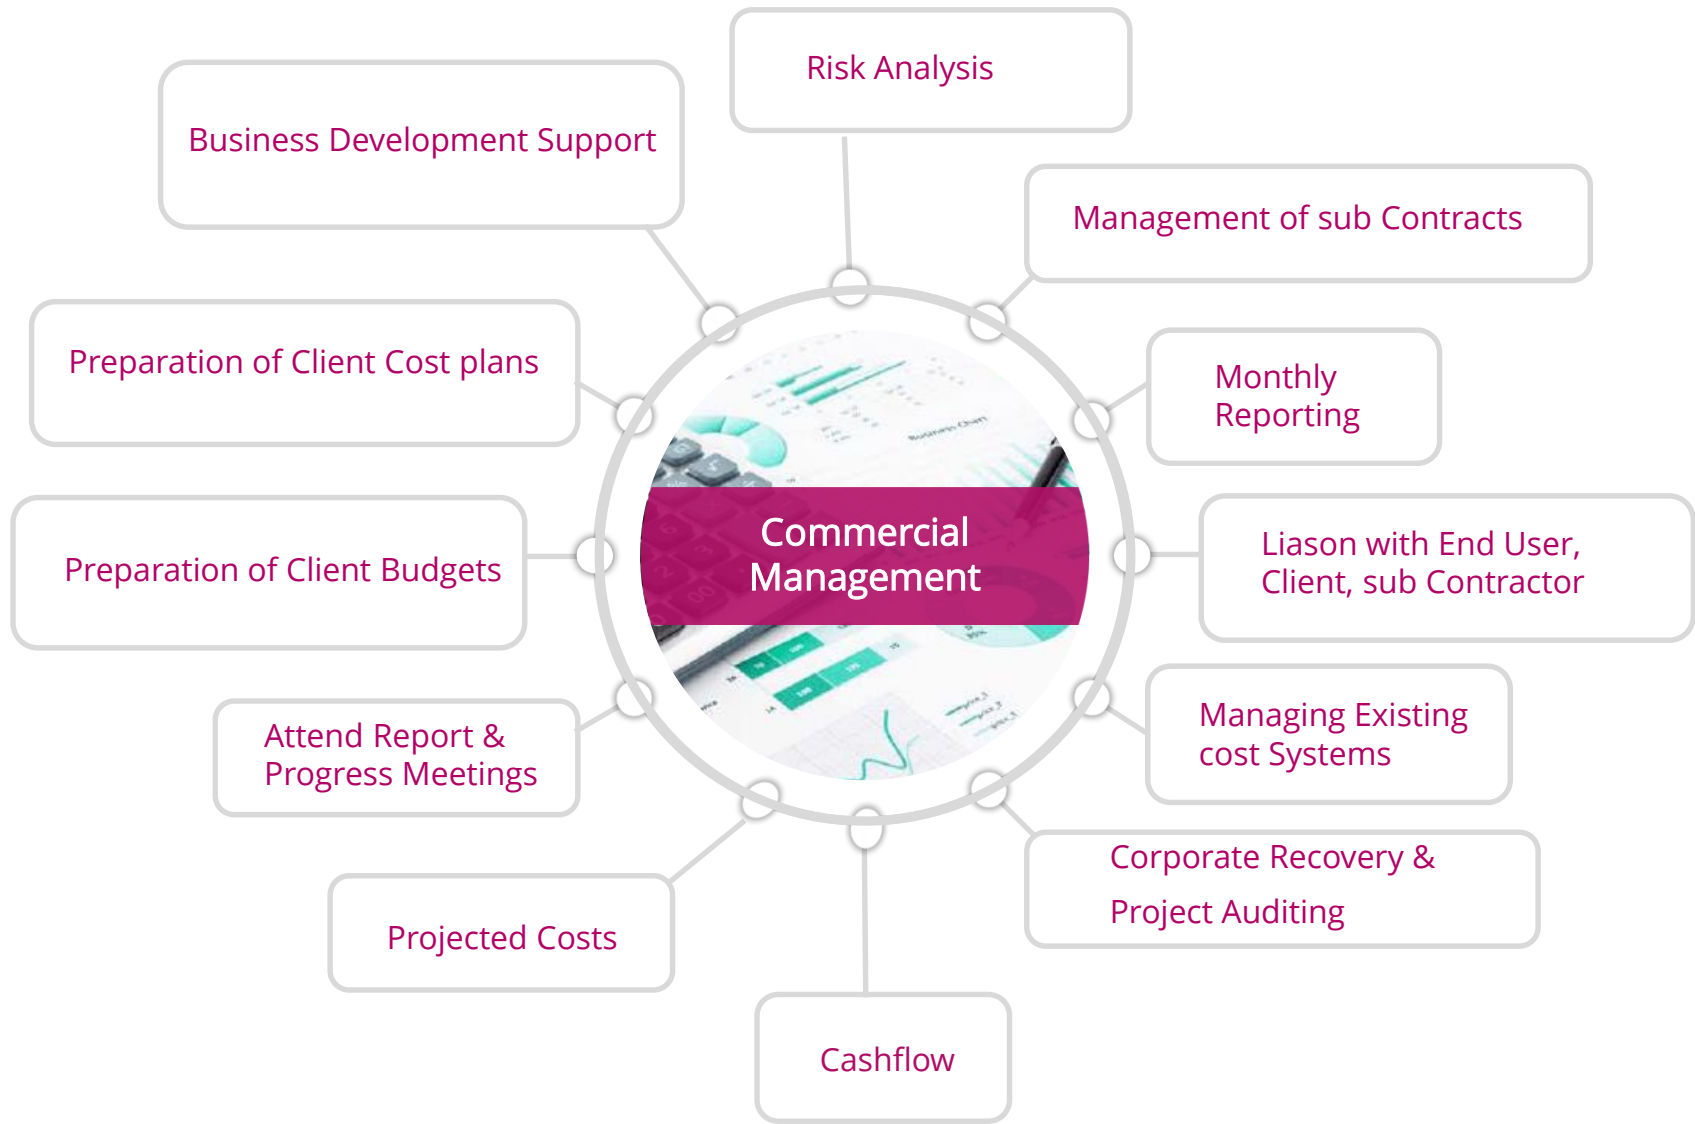 Risk Analysis
Business Development Support
Management of sub Contracts
Preparation of Client Cost plans
Monthly
Reporting
Business Chart
Commercial
Management
Liason with End User,
Client, sub Contractor
Preparation of Client Budgets
Managing Existing
cost Systems
Attend Report &
Progress Meetings
Corporate Recovery &
Project Auditing
Projected Costs
Cashflow